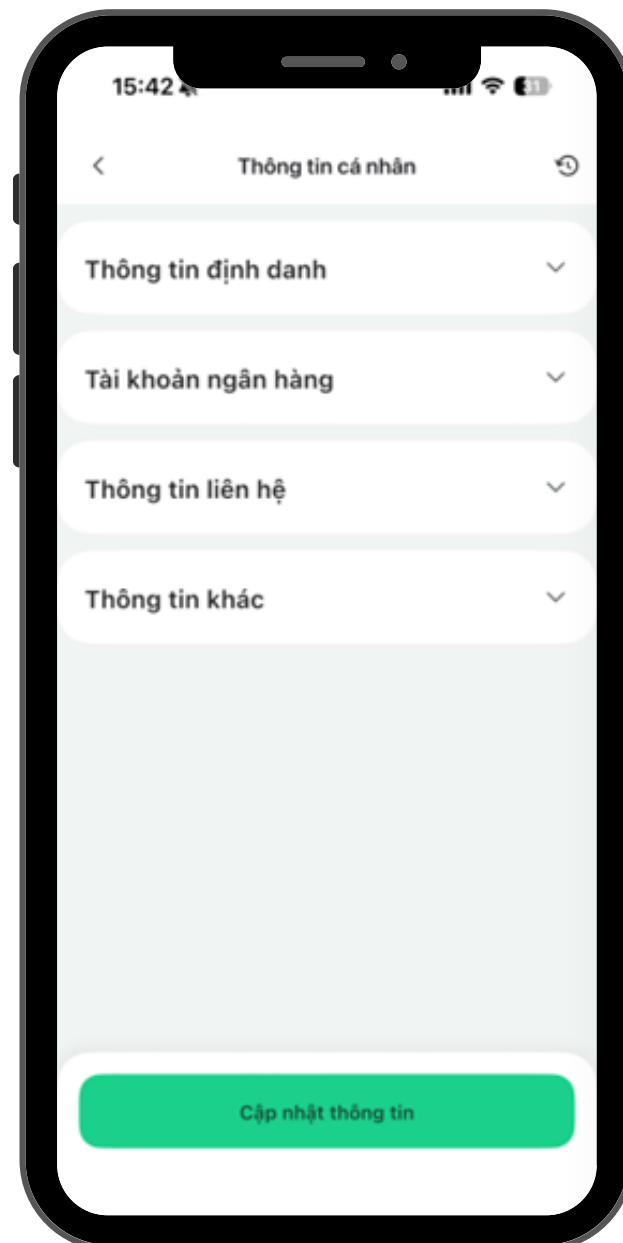 15:42
31
Thông tin cá nhân
Thông tin định danh
Tài khoản ngân hàng
Thông tin liên hệ
Thông tin khác
Cập nhật thông tin